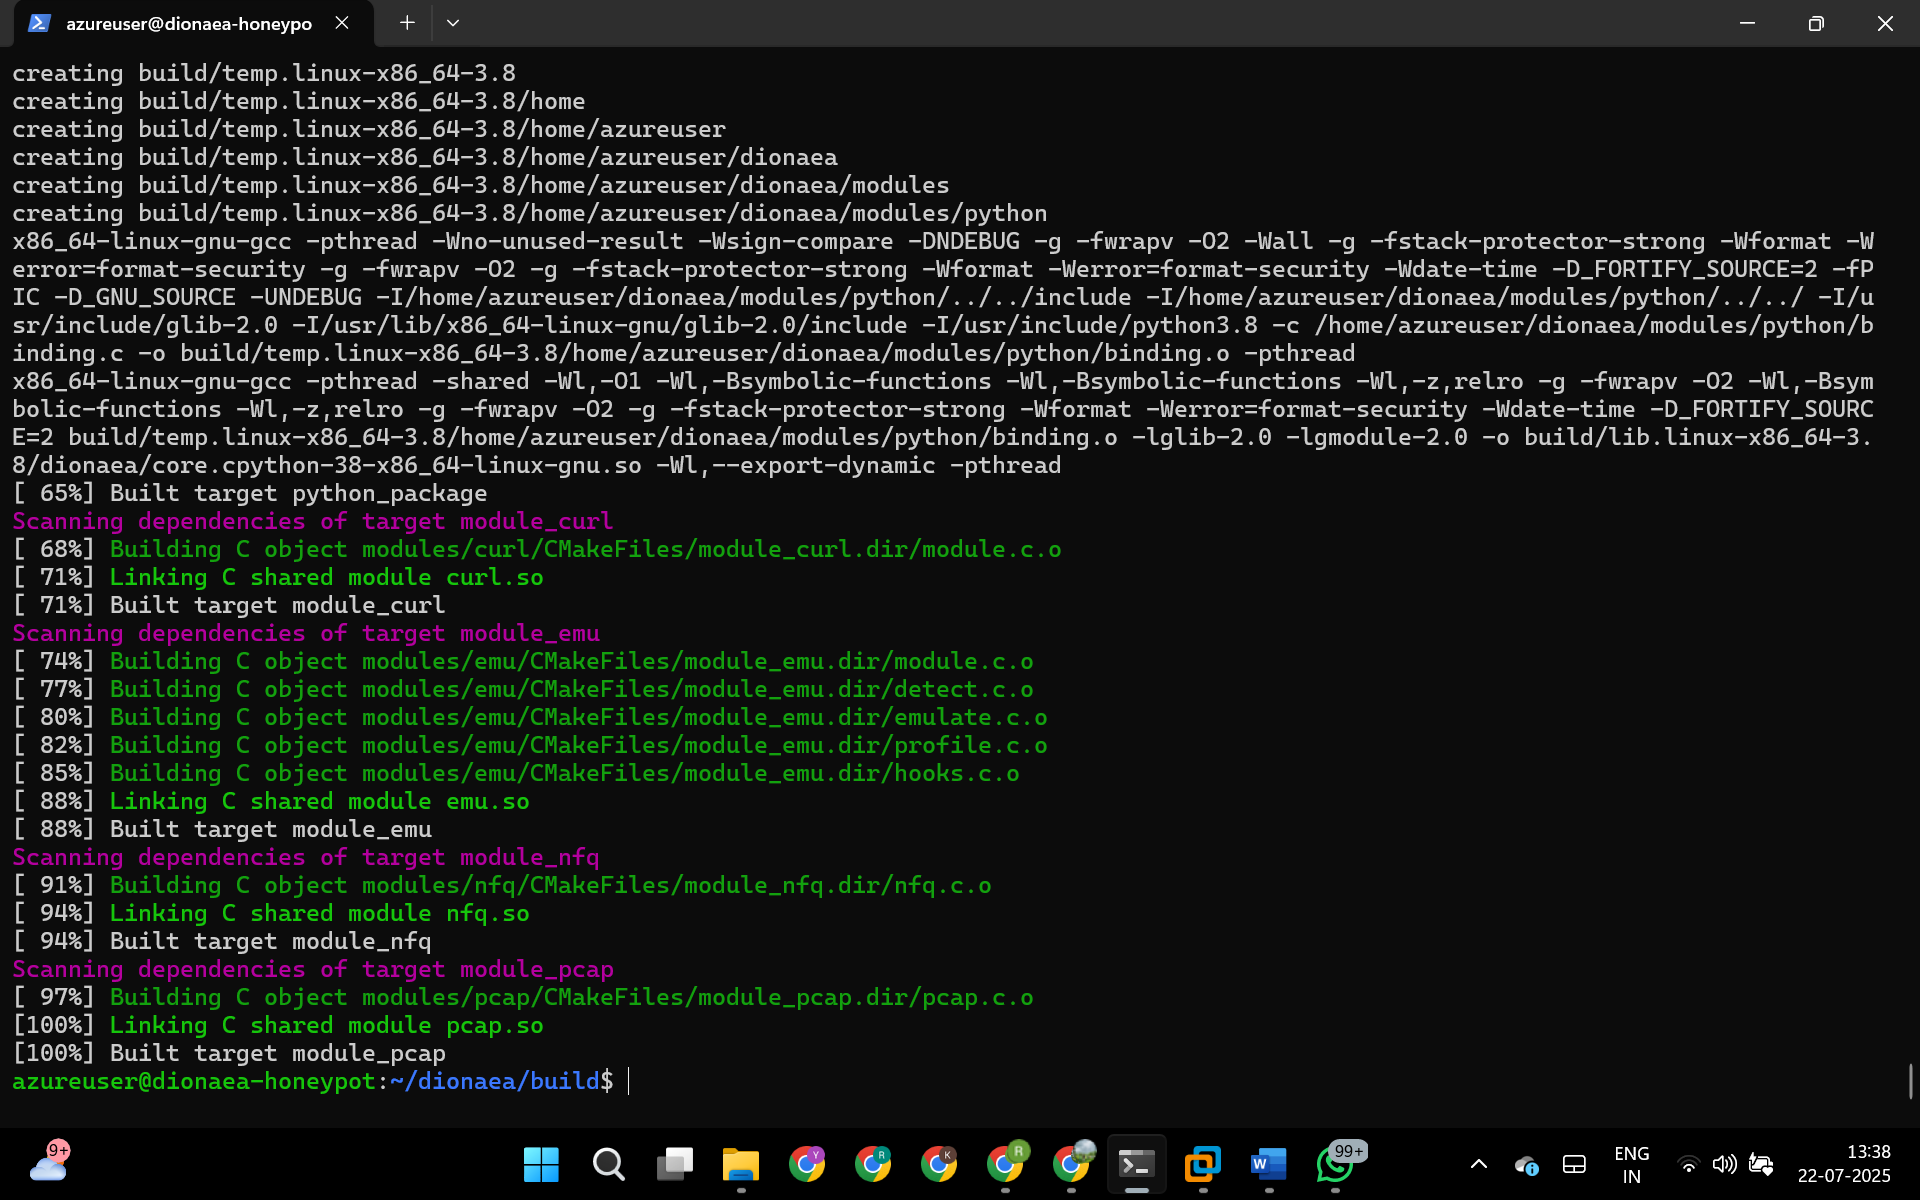 azureuser@dionaea-honeypo
creating build/temp.linux-x86_64-3.8
creating build/temp.linux-x86_64-3.8/home
creating build/temp.linux-x86_64-3.8/home/azureuser
creating build/temp.linux-x86_64-3.8/home/azureuser/dionaea
creating build/temp.linux-x86_64-3.8/home/azureuser/dionaea/modules
creating build/temp.linux-x86_64-3.8/home/azureuser/dionaea/modules/python
x86_64-linux-gnu-gcc -pthread -Wno-unused-result -Wsign-compare -DNDEBUG -g -fwrapv -O2 -Wall -g -fstack-protector-strong -Wformat -W
error=format-security -g -fwrapv -O2 -g -fstack-protector-strong -Wformat -Werror=format-security -Wdate-time -D_FORTIFY_SOURCE=2 -fP
IC -D_GNU_SOURCE -UNDEBUG -I/home/azureuser/dionaea/modules/python/../../include -I/home/azureuser/dionaea/modules/python/../../ -I/u
sr/include/glib-2.0 -I/usr/lib/x86_64-linux-gnu/glib-2.0/include -I/usr/include/python3.8 -c /home/azureuser/dionaea/modules/python/b
inding.c -o build/temp.linux-x86_64-3.8/home/azureuser/dionaea/modules/python/binding.o -pthread
x86_64-linux-gnu-gcc -pthread -shared -Wl,-O1 -Wl,-Bsymbolic-functions -Wl,-Bsymbolic-functions -Wl,-z,relro -g -fwrapv -O2 -Wl,-Bsym
bolic-functions -Wl,-z,relro -g -fwrapv -O2 -g -fstack-protector-strong -Wformat -Werror=format-security -Wdate-time -D_FORTIFY_SOURC
E=2 build/temp.linux-x86_64-3.8/home/azureuser/dionaea/modules/python/binding.o -lglib-2.0 -lgmodule-2.0 -o build/lib.linux-x86_64-3.
8/dionaea/core.cpython-38-x86_64-linux-gnu.so -Wl,--export-dynamic -pthread
[ 65%] Built target python_package
Scanning dependencies of target module_curl
[ 68%] Building C object modules/curl/CMakeFiles/module_curl.dir/module.c.o
[ 71%] Linking C shared module curl.so
[ 71%] Built target module_curl
Scanning dependencies of target module_emu
[ 74%] Building C object modules/emu/CMakeFiles/module_emu.dir/module.c.o
[ 77%] Building C object modules/emu/CMakeFiles/module_emu.dir/detect.c.o
[ 80%] Building C object modules/emu/CMakeFiles/module_emu.dir/emulate.c.o
[ 82%] Building C object modules/emu/CMakeFiles/module_emu.dir/profile.c.o
[ 85%] Building C object modules/emu/CMakeFiles/module_emu.dir/hooks.c.o
[ 88%] Linking C shared module emu.so
[ 88%] Built target module_emu
Scanning dependencies of target module_nfq
[ 91%] Building C object modules/nfq/CMakeFiles/module_nfq.dir/nfq.c.o
[ 94%] Linking C shared module nfq.so
[ 94%] Built target module_nfq
Scanning dependencies of target module_pcap
[ 97%] Building C object modules/pcap/CMakeFiles/module_pcap.dir/pcap.c.o
[100%] Linking C shared module pcap.so
[100%] Built target module_pcap
azureuser@dionaea-honeypot:~/dionaea/build$
9+
Y
R
K
R
W
99+
ENG
IN
13:38
22-07-2025